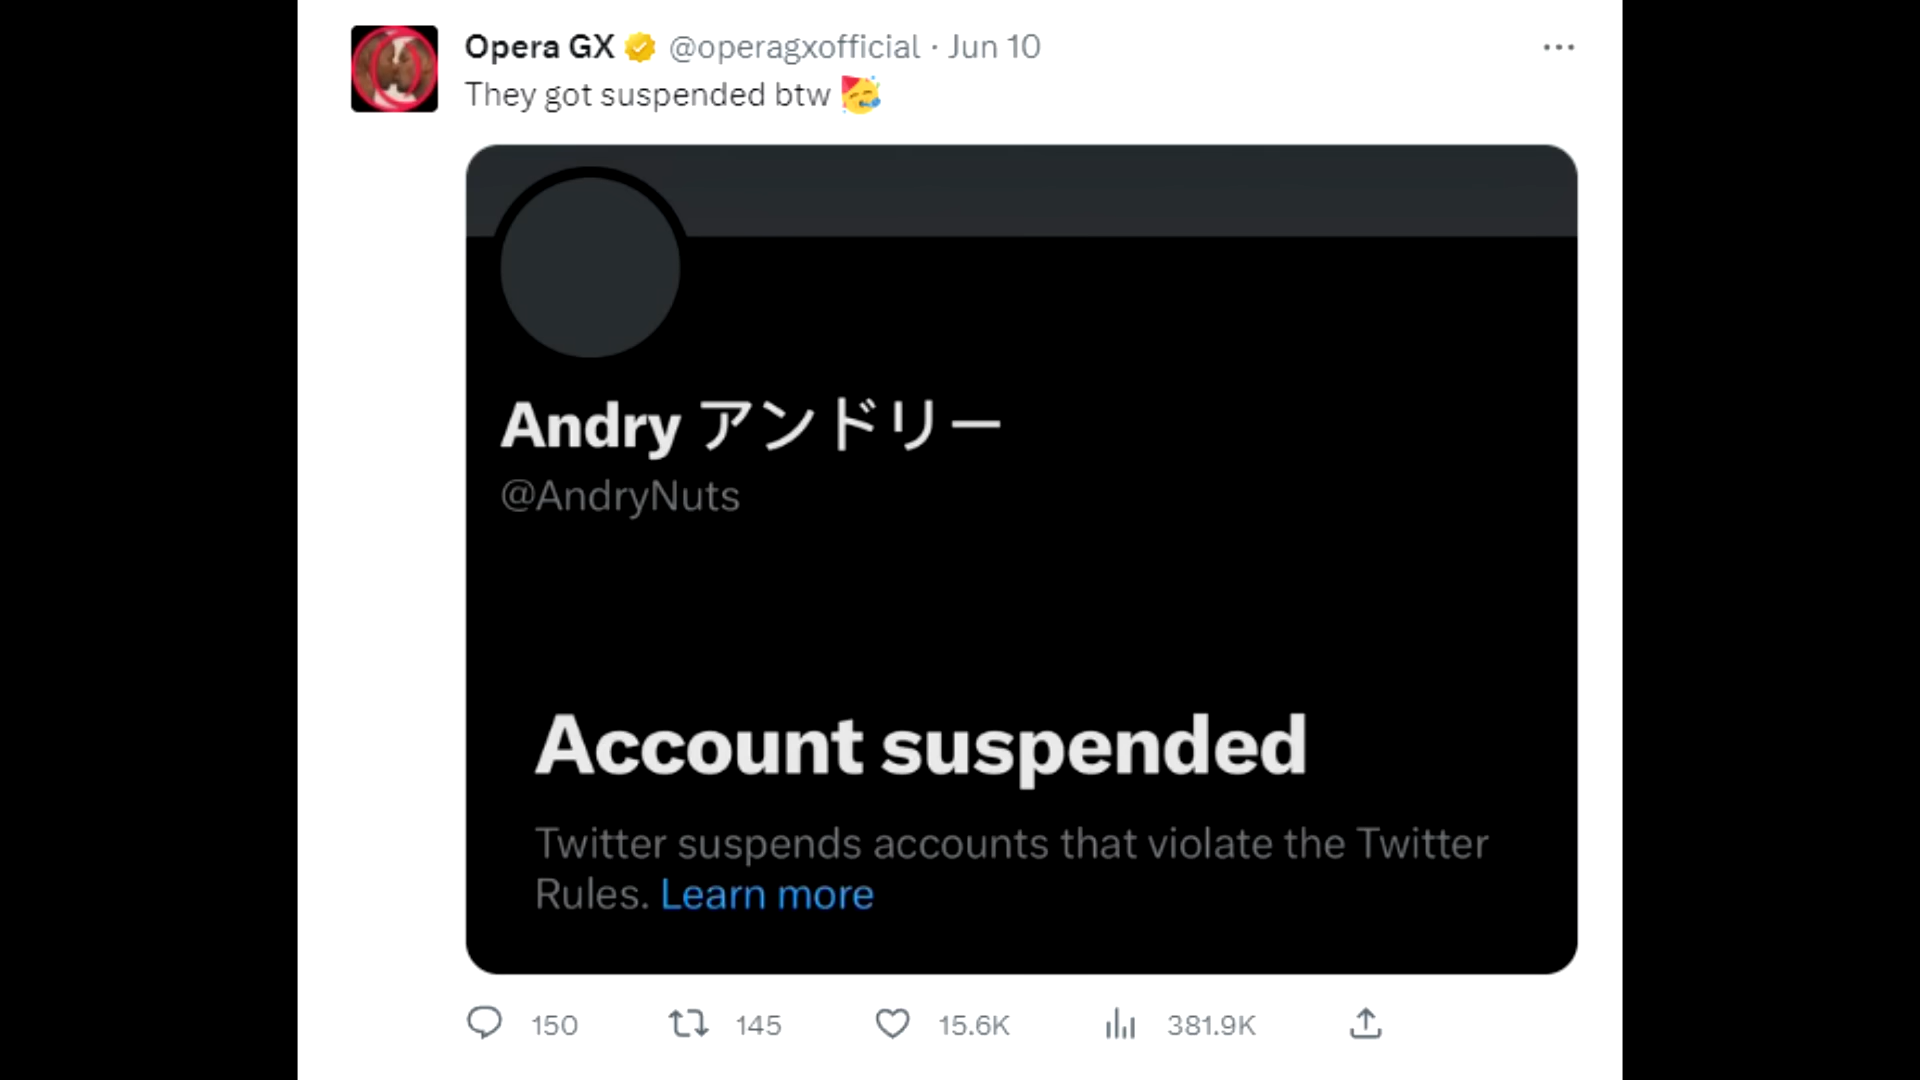 Opera GX @operagxofficial · Jun 10
They got suspended btw 🥳
Andry アンドリー
@AndryNuts
Account suspended
Twitter suspends accounts that violate the Twitter
Rules. Learn more
150 145 15.6K 381.9K